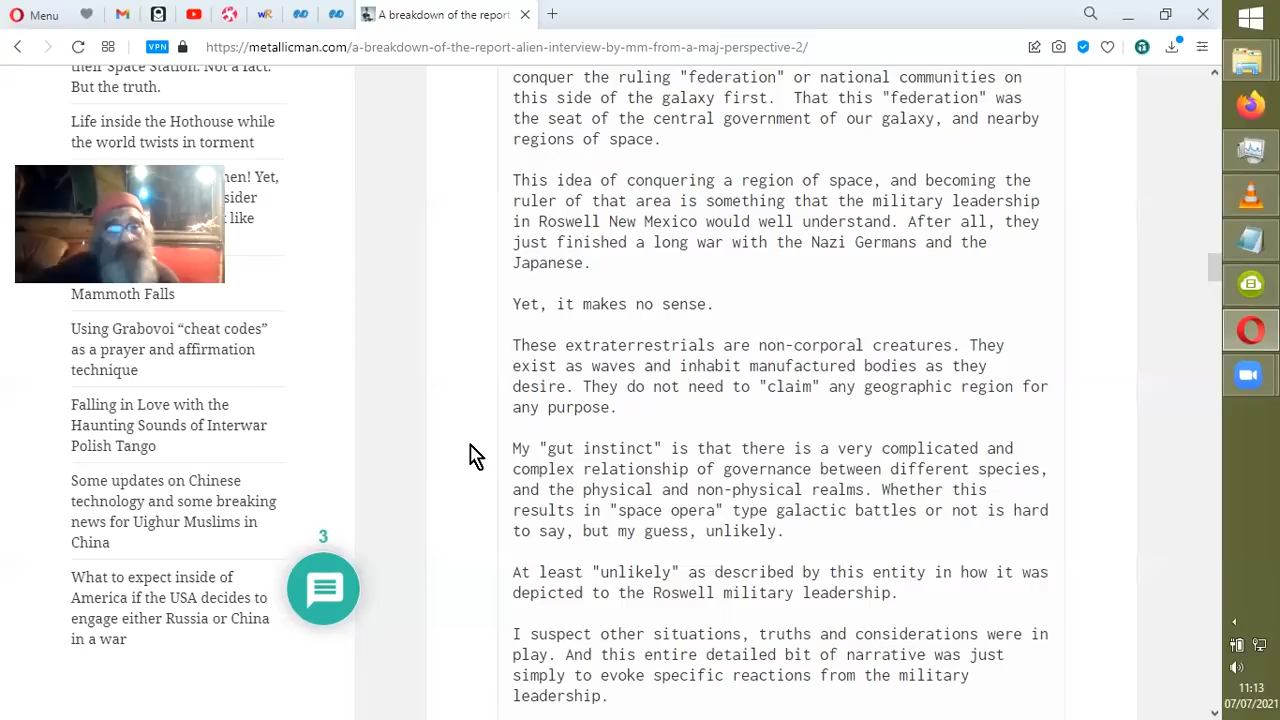 Menu
A breakdown of the report
VPN
https://metallicman.com/a-breakdown-of-the-report-alien-interview-by-mm-from-a-maj-perspective-2/
their Space Station. Not a fact.
But the truth.
Life inside the Hothouse while
the world twists in torment
men! Yet,
sider
like
Mammoth Falls
Using Grabovoi “cheat codes”
as a prayer and affirmation
technique
Falling in Love with the
Haunting Sounds of Interwar
Polish Tango
Some updates on Chinese
technology and some breaking
news for Uighur Muslims in
China
What to expect inside of
America if the USA decides to
engage either Russia or China
in a war
3
conquer the ruling "federation" or national communities on
this side of the galaxy first. That this "federation" was
the seat of the central government of our galaxy, and nearby
regions of space.
This idea of conquering a region of space, and becoming the
ruler of that area is something that the military leadership
in Roswell New Mexico would well understand. After all, they
just finished a long war with the Nazi Germans and the
Japanese.
Yet, it makes no sense.
These extraterrestrials are non-corporal creatures. They
exist as waves and inhabit manufactured bodies as they
desire. They do not need to "claim" any geographic region for
any purpose.
My "gut instinct" is that there is a very complicated and
complex relationship of governance between different species,
and the physical and non-physical realms. Whether this
results in "space opera" type galactic battles or not is hard
to say, but my guess, unlikely.
At least "unlikely" as described by this entity in how it was
depicted to the Roswell military leadership.
I suspect other situations, truths and considerations were in
play. And this entire detailed bit of narrative was just
simply to evoke specific reactions from the military
leadership.
11:13
07/07/2021